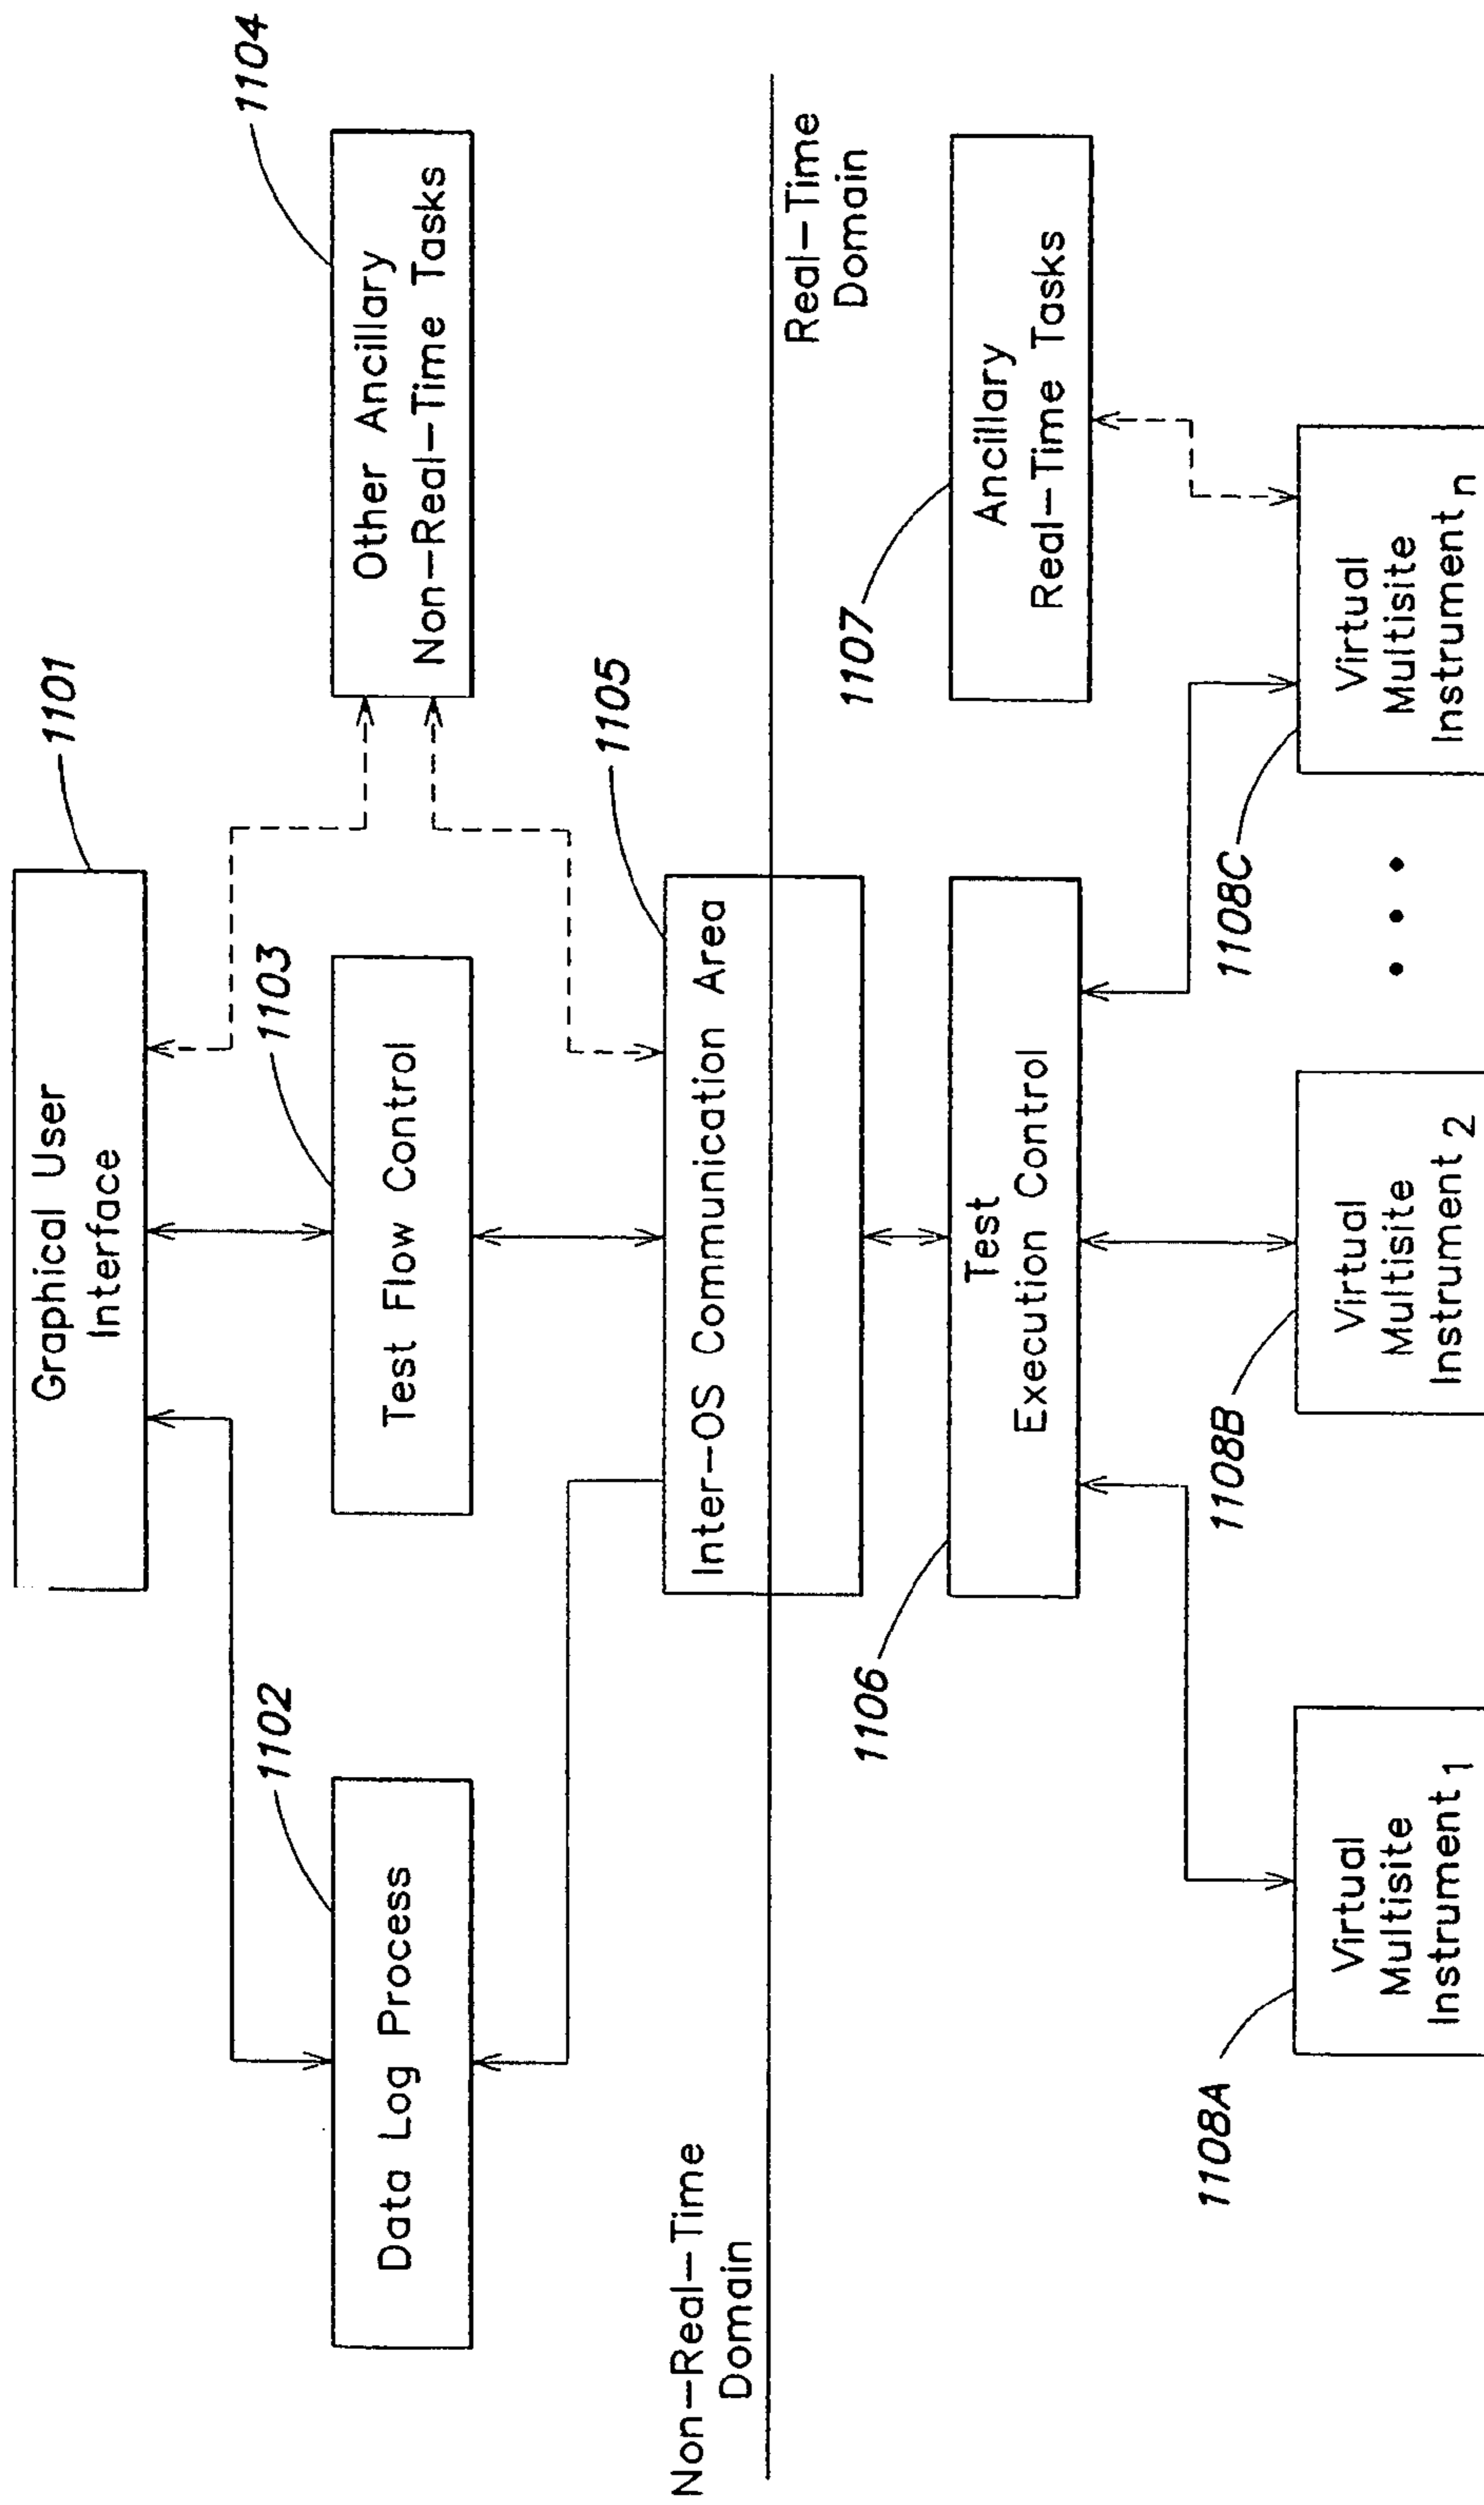 1101
Graphical User
Interface
1102
Data Log Process
1103
Test Flow Control
1104
Other Ancillary
Non-Real-Time Tasks
1105
Inter-OS Communication Area
Non-Real-Time
Domain
Real-Time
Domain
1106
Test
Execution Control
1107
Ancillary
Real-Time Tasks
1108A
Virtual
Multisite
Instrument 1
1108B
Virtual
Multisite
Instrument 2
1108C
Virtual
Multisite
Instrument n